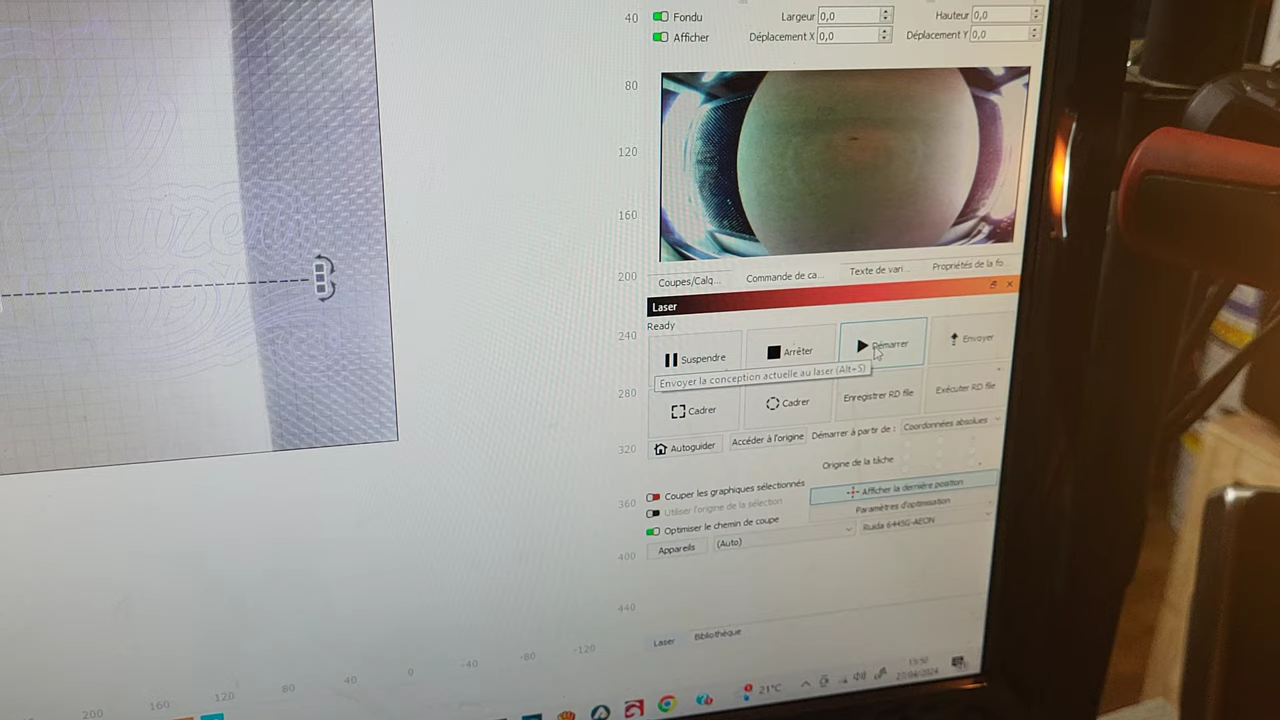 40
Fondu
Largeur 0,0
Hauteur 0,0
Afficher
Déplacement X 0,0
Déplacement Y 0,0
80
120
160
200
Coupes/Calq...
Commande de ca...
Texte de vari...
Propriétés de la fo...
Laser
Ready
240
Suspendre
Arrêter
Démarrer
Envoyer
Envoyer la conception actuelle au laser (Alt+S)
280
Cadrer
Cadrer
Enregistrer RD file
Exécuter RD file
320
Autoguider
Accéder à l'origine
Démarrer à partir de :
Coordonnées absolues
Origine de la tâche
360
Couper les graphiques sélectionnés
Afficher la dernière position
Utiliser l'origine de la sélection
Paramètres d'optimisation
Optimiser le chemin de coupe
400
Appareils
(Auto)
Ruida 6445G-AEON
440
Laser
Bibliothèque
200
160
120
80
40
0
-40
-80
-120
21°C
15:50
21/04/2024